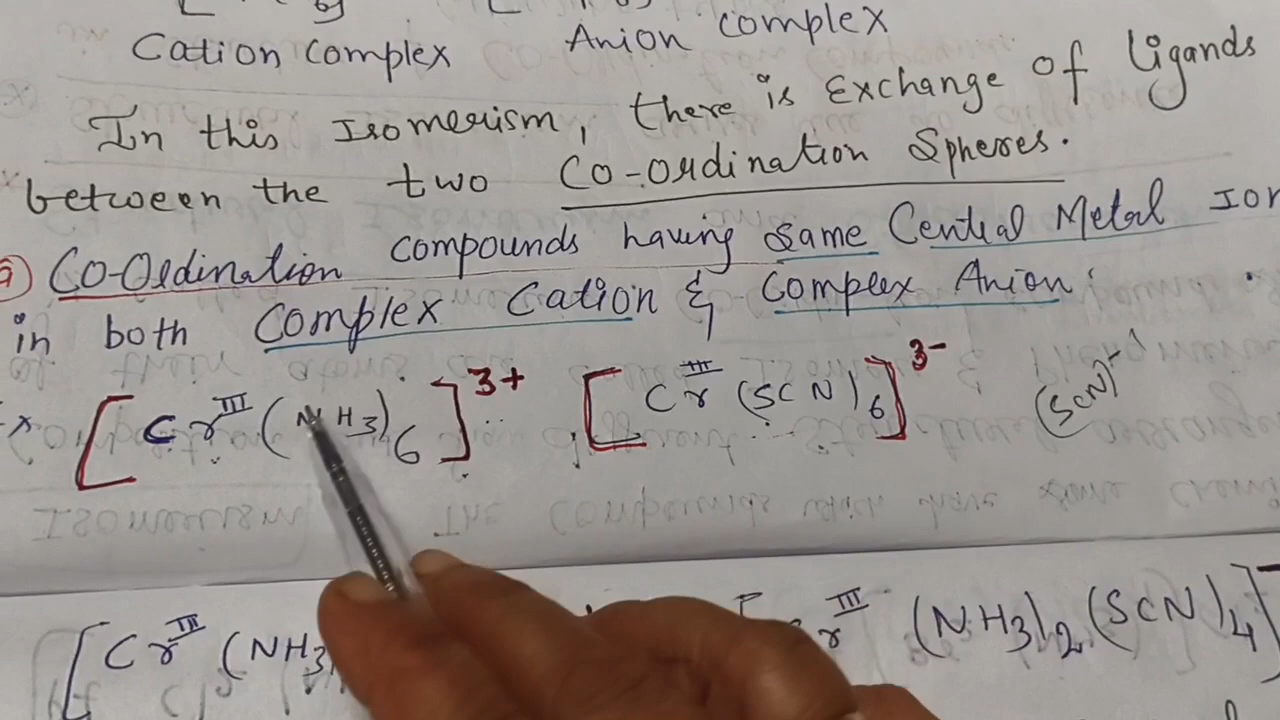 Cation complex Anion complex
In this Isomerism, there is Exchange of Ligands
between the two Co-ordination Spheres.
a) Co-Ordination compounds having same Central Metal Ion
in both Complex Cation & Complex Anion.
[Cr^III(NH3)6]^3+ [Cr^III(SCN)6]^3- (SCN)^-1
[Cr^III(NH3 Cr^III(NH3)2(SCN)4]^-